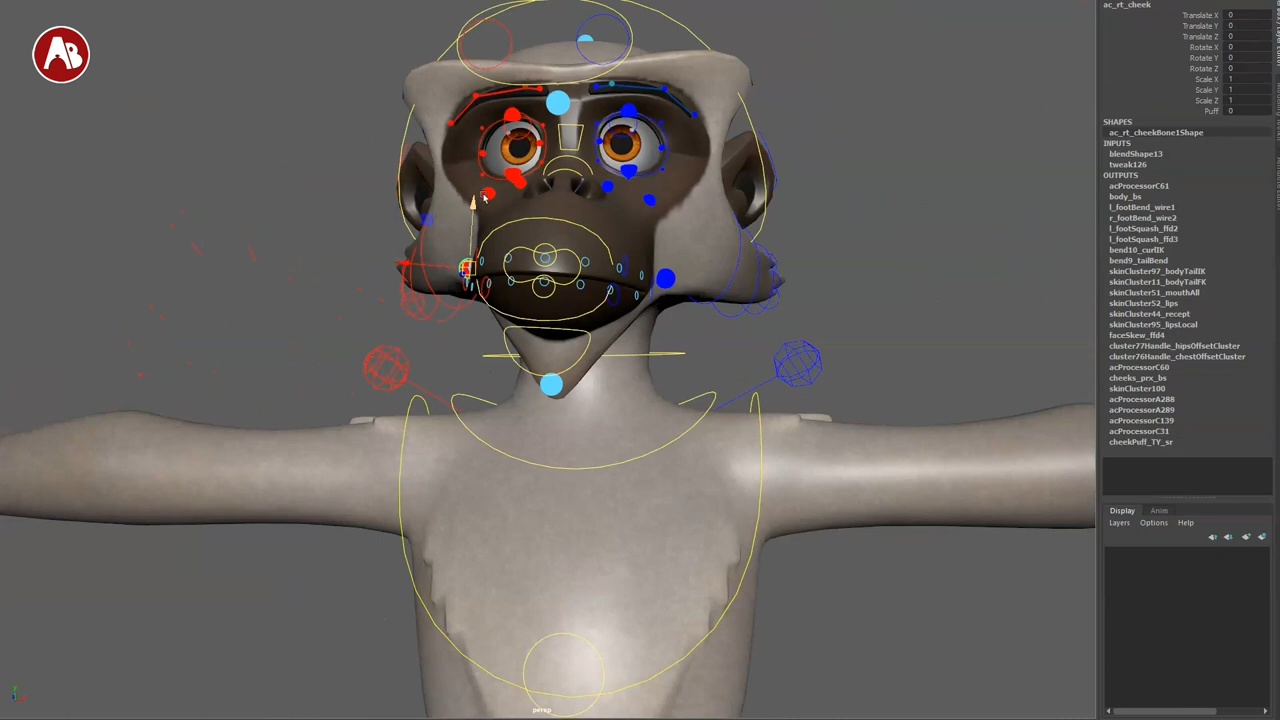 AB
ac_rt_cheek
Translate X 0
Translate Y 0
Translate Z 0
Rotate X 0
Rotate Y 0
Rotate Z 0
Scale X 1
Scale Y 1
Scale Z 1
Puff 0
SHAPES
ac_rt_cheekBone1Shape
INPUTS
blendShape13
tweak126
OUTPUTS
acProcessorC61
body_bs
l_footBend_wire1
r_footBend_wire2
l_footSquash_ffd2
l_footSquash_ffd3
bend10_curlIK
bend9_tailBend
skinCluster97_bodyTailIK
skinCluster11_bodyTailFK
skinCluster51_mouthAll
skinCluster52_lips
skinCluster44_recept
skinCluster95_lipsLocal
faceSkew_ffd4
cluster77Handle_hipsOffsetCluster
cluster76Handle_chestOffsetCluster
acProcessorC60
cheeks_prx_bs
skinCluster100
acProcessorA288
acProcessorA289
acProcessorC139
acProcessorC31
cheekPuff_TY_sr
Display Anim
Layers Options Help
persp